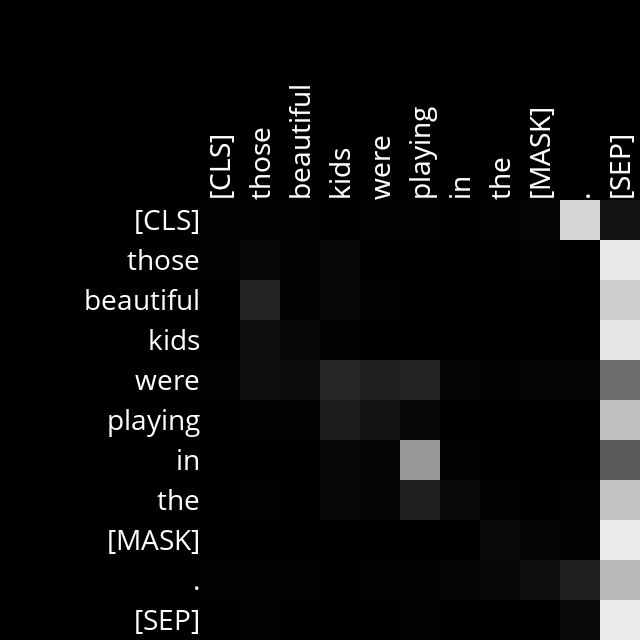 [CLS]
those
beautiful
kids
were
playing
in
the
[MASK]
.
[SEP]
[CLS]
those
beautiful
kids
were
playing
in
the
[MASK]
.
[SEP]